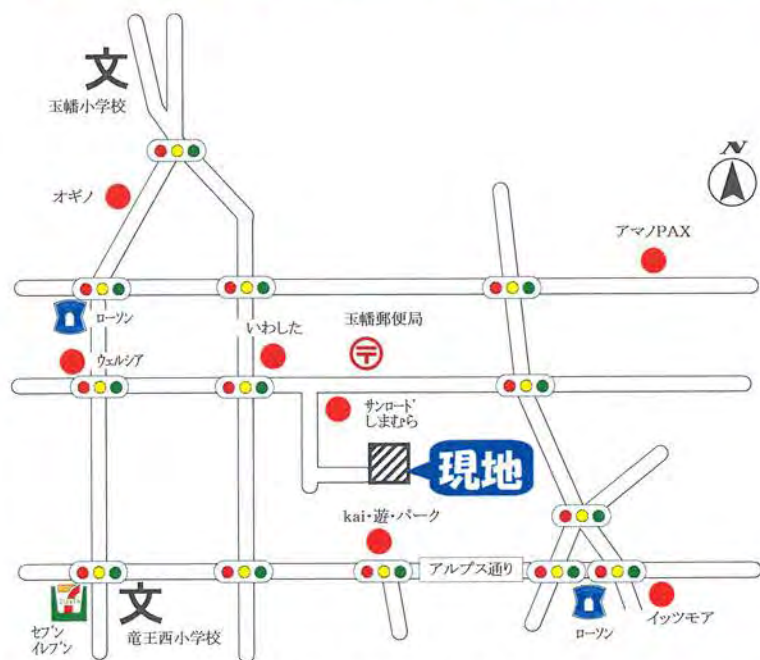 文
玉幡小学校
N
オギノ
アマノPAX
ローソン
いわした
玉幡郵便局
〒
ウェルシア
サンロード
しまむら
現地
kai・遊・パーク
アルプス通り
7
セブン
イレブン
文
竜王西小学校
ローソン
イッツモア